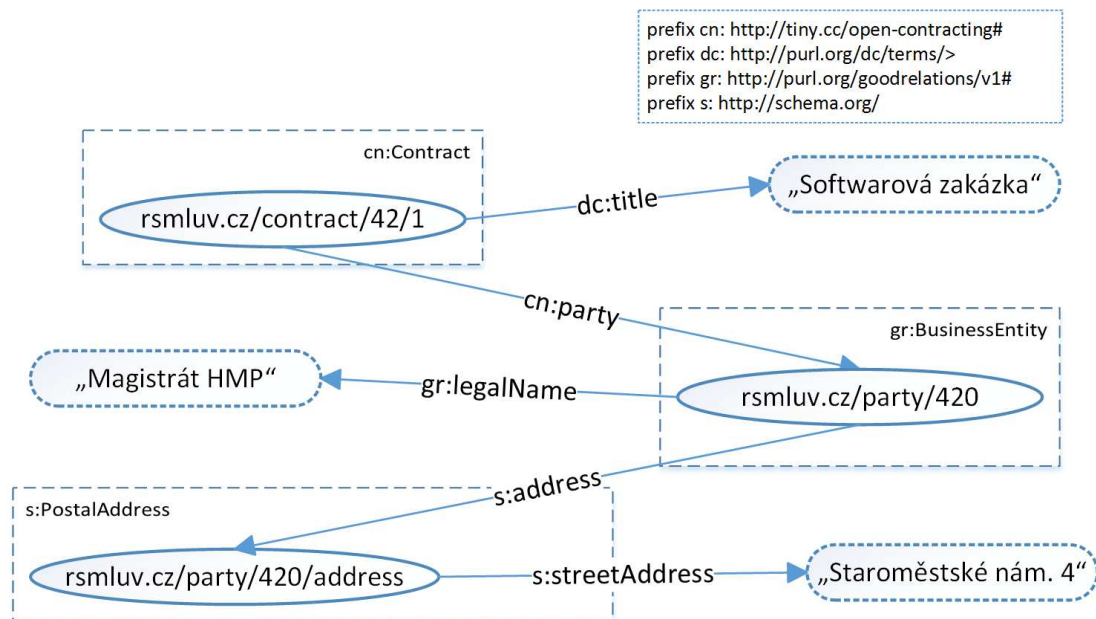 prefix cn: http://tiny.cc/open-contracting#
prefix dc: http://purl.org/dc/terms/>
prefix gr: http://purl.org/goodrelations/v1#
prefix s: http://schema.org/
cn:Contract
rsmluv.cz/contract/42/1
dc:title
„Softwarová zakázka“
cn:party
gr:BusinessEntity
„Magistrát HMP“
gr:legalName
rsmluv.cz/party/420
s:address
s:PostalAddress
rsmluv.cz/party/420/address
s:streetAddress
„Staroměstské nám. 4“